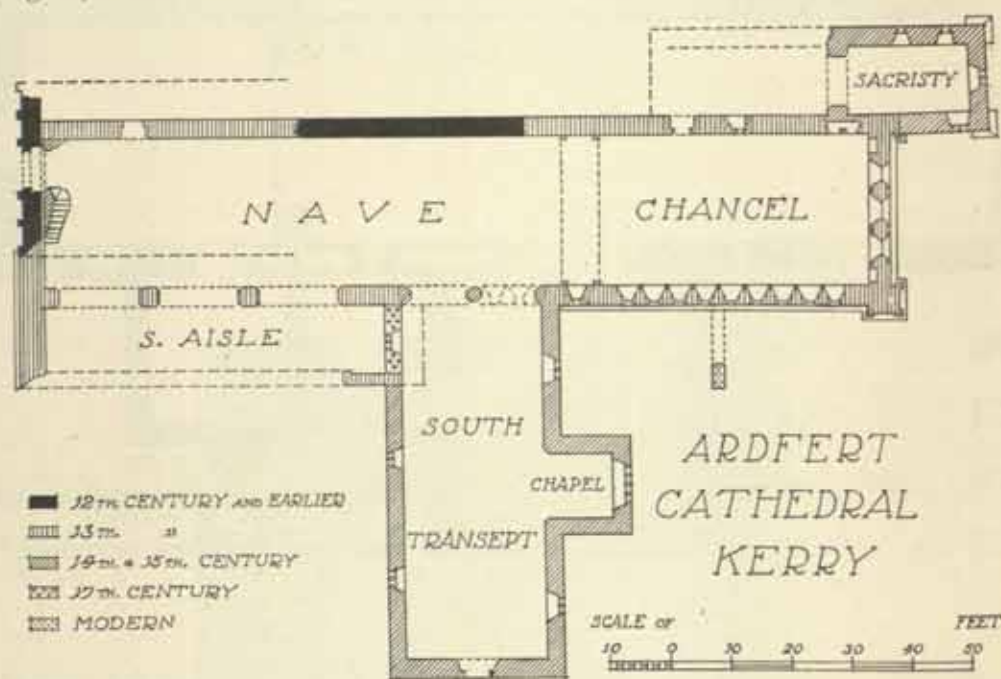 SACRISTY
NAVE
CHANCEL
S. AISLE
SOUTH
TRANSEPT
CHAPEL
ARDFERT
CATHEDRAL
KERRY
12TH. CENTURY AND EARLIER
13TH. "
14TH. & 15TH. CENTURY
17TH. CENTURY
MODERN
SCALE OF FEET
10 0 10 20 30 40 50